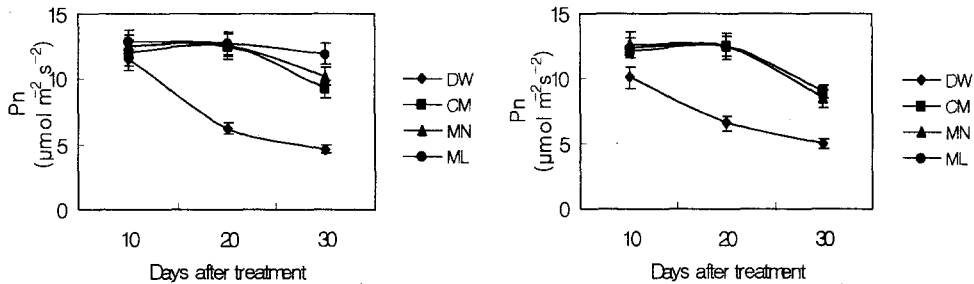 15
10
5
0
Pn
(μmol m⁻² s⁻²)
10 20 30
Days after treatment
DW
CM
MN
ML
15
10
5
0
Pn
(μmol m⁻² s⁻²)
10 20 30
Days after treatment
DW
CM
MN
ML